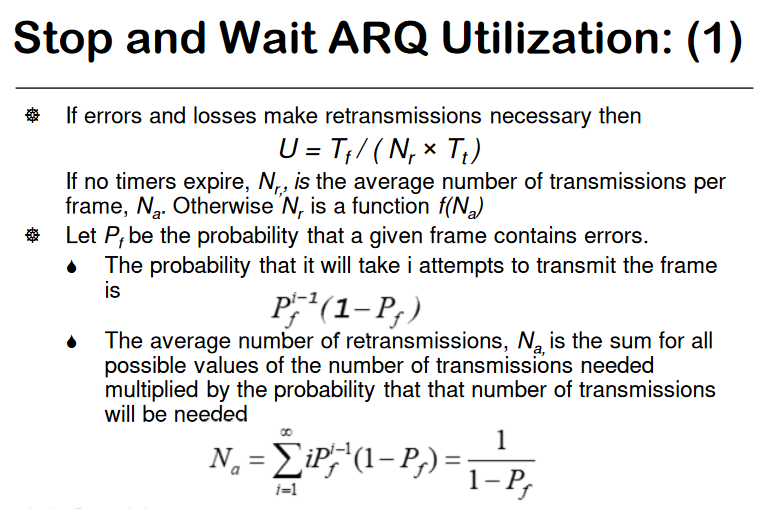 Stop and Wait ARQ Utilization: (1)
If errors and losses make retransmissions necessary then
U = T_f / ( N_r × T_t )
If no timers expire, N_r,, is the average number of transmissions per
frame, N_a. Otherwise N_r is a function f(N_a)
Let P_f be the probability that a given frame contains errors.
The probability that it will take i attempts to transmit the frame
is
P_f^{i-1}(1-P_f)
The average number of retransmissions, N_a, is the sum for all
possible values of the number of transmissions needed
multiplied by the probability that that number of transmissions
will be needed
N_a = \sum_{i=1}^{∞} iP_f^{i-1}(1-P_f) = \frac{1}{1-P_f}